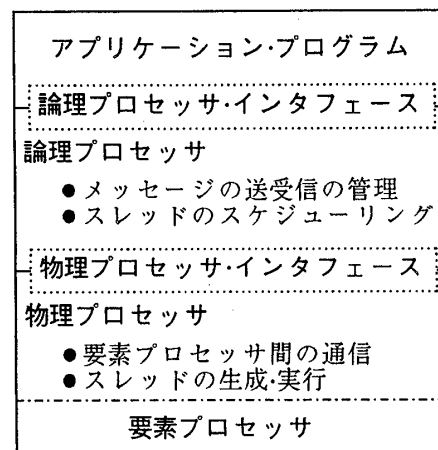 アプリケーション·プログラム
論理プロセッサ·インタフェース
論理プロセッサ
●メッセージの送受信の管理
●スレッドのスケジューリング
物理プロセッサ·インタフェース
物理プロセッサ
●要素プロセッサ間の通信
●スレッドの生成·実行
要素プロセッサ